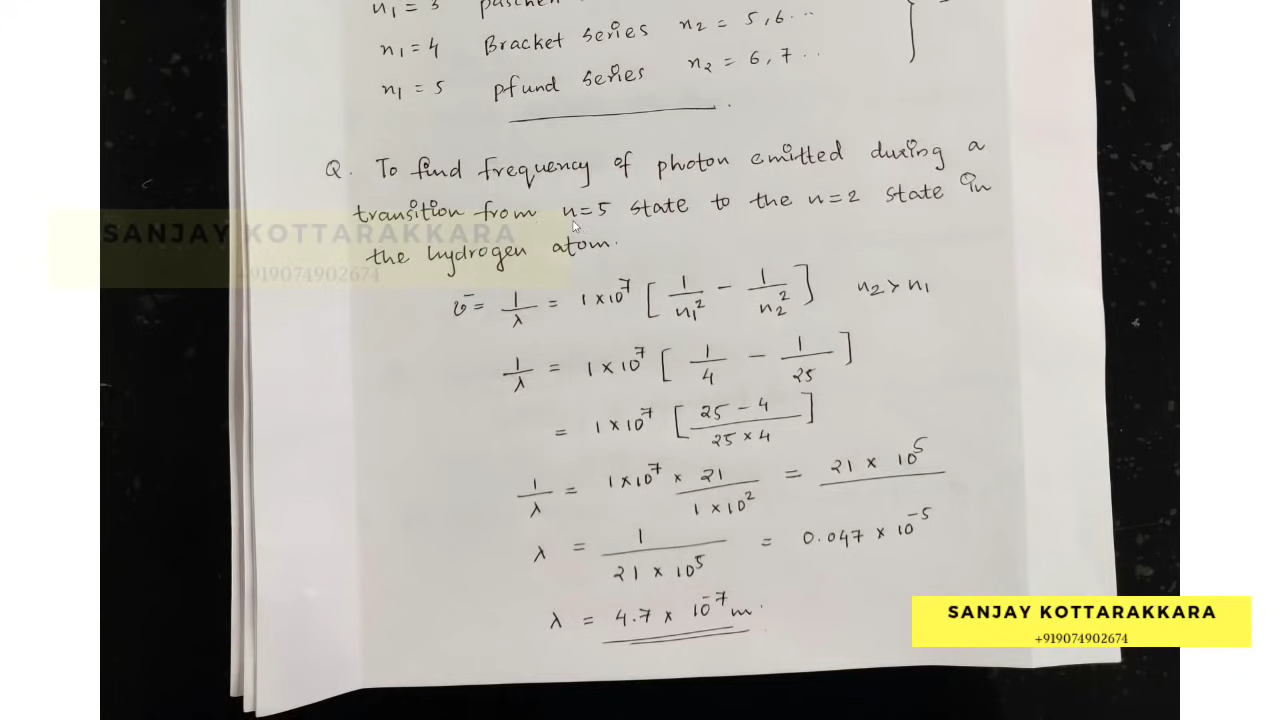 n₁ = 3 paschen
n₁ = 4 Bracket series n₂ = 5,6 ..
n₁ = 5 pfund series n₂ = 6, 7 ..
Q. To find frequency of photon emitted during a
transition from n=5 state to the n=2 state in
the hydrogen atom.
ῡ = 1/λ = 1×10⁷ [ 1/n₁² − 1/n₂² ] n₂ > n₁
1/λ = 1×10⁷ [ 1/4 − 1/25 ]
= 1×10⁷ [ (25 − 4)/(25×4) ]
1/λ = 1×10⁷ × 21/(1×10²) = 21 × 10⁵
λ = 1/(21 × 10⁵) = 0.047 × 10⁻⁵
λ = 4.7 × 10⁻⁷ m.
SANJAY KOTTARAKKARA
+919074902674
SANJAY KOTTARAKKARA
+919074902674